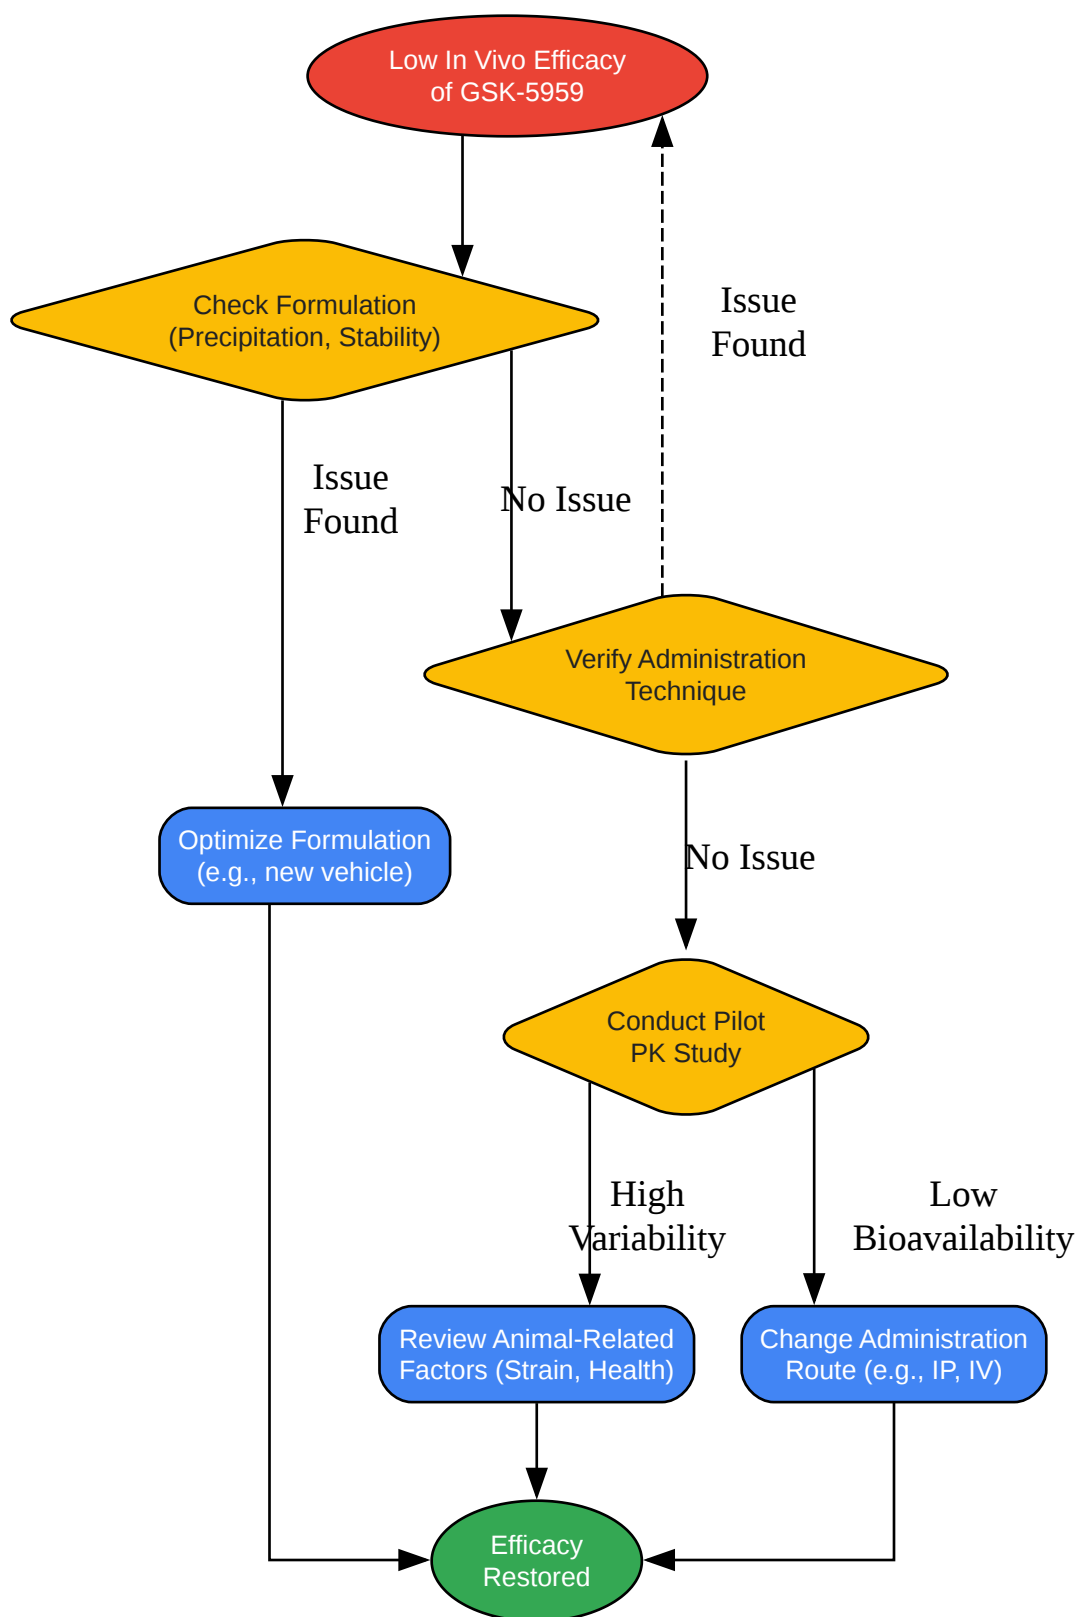 Low In Vivo Efficacy
of GSK-5959
Check Formulation
(Precipitation, Stability)
Issue
Found
Issue
Found
No Issue
Verify Administration
Technique
Optimize Formulation
(e.g., new vehicle)
No Issue
Conduct Pilot
PK Study
High
Variability
Low
Bioavailability
Review Animal-Related
Factors (Strain, Health)
Change Administration
Route (e.g., IP, IV)
Efficacy
Restored